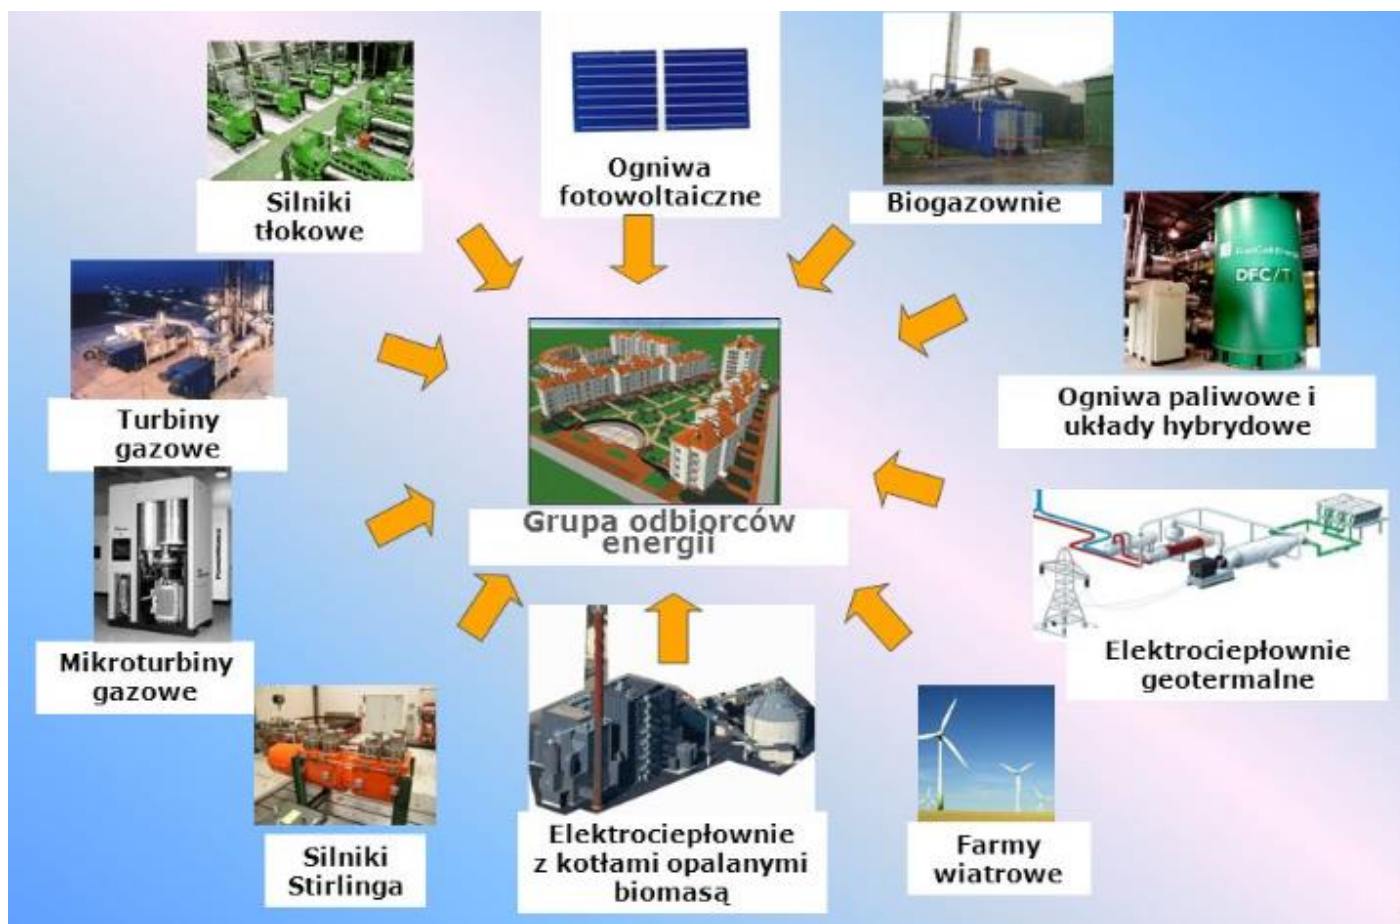 Ogniwa
fotowoltaiczne
Silniki
tłokowe
Biogazownie
DFC/T
Turbiny
gazowe
Ogniwa paliwowe i
układy hybrydowe
Grupa odbiorców
energii
Mikroturbiny
gazowe
Elektrociepłownie
geotermalne
Silniki
Stirlinga
Elektrociepłownie
z kotłami opalanymi
biomasą
Farmy
wiatrowe